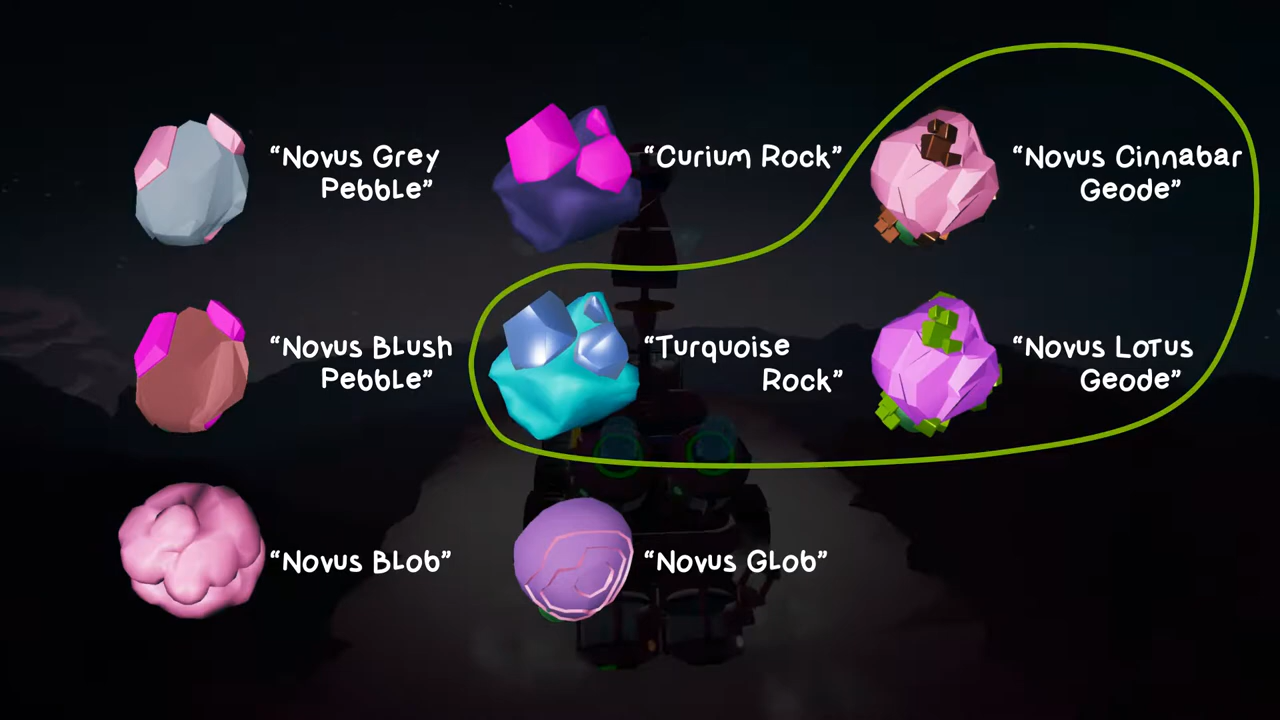 “Novus Grey
Pebble”
“Curium Rock”
“Novus Cinnabar
Geode”
“Novus Blush
Pebble”
“Turquoise
Rock”
“Novus Lotus
Geode”
“Novus Blob”
“Novus Glob”